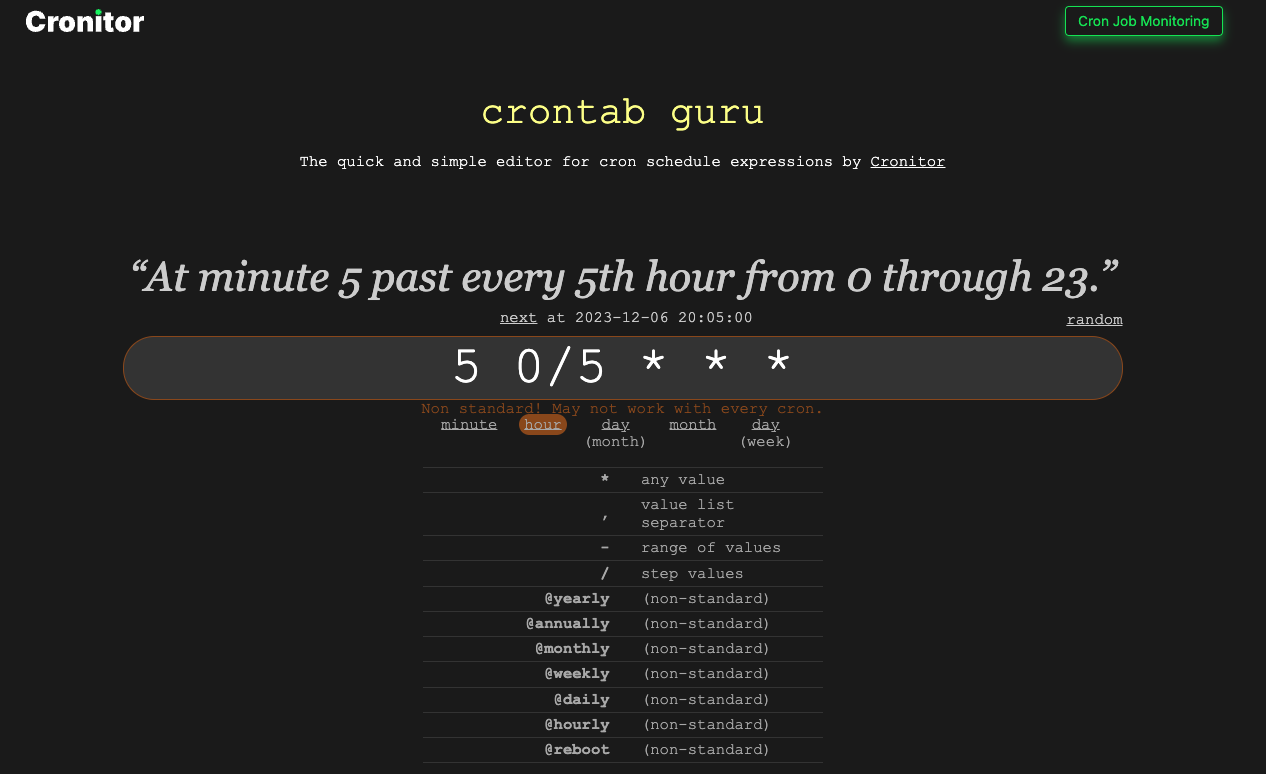 Cronitor
Cron Job Monitoring
crontab guru
The quick and simple editor for cron schedule expressions by Cronitor
“At minute 5 past every 5th hour from 0 through 23.”
next at 2023-12-06 20:05:00
random
5 0/5 * * *
Non standard! May not work with every cron.
minute hour day month day
(month) (week)
* any value
, value list
separator
- range of values
/ step values
@yearly (non-standard)
@annually (non-standard)
@monthly (non-standard)
@weekly (non-standard)
@daily (non-standard)
@hourly (non-standard)
@reboot (non-standard)